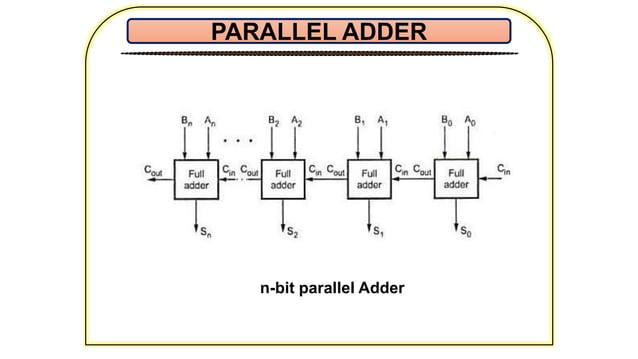 PARALLEL ADDER
Bn An . . . B2 A2 B1 A1 B0 A0
Cout Full adder Cin Cout Full adder Cin Cout Full adder Cin Cout Full adder Cin
Sn S2 S1 S0
n-bit parallel Adder